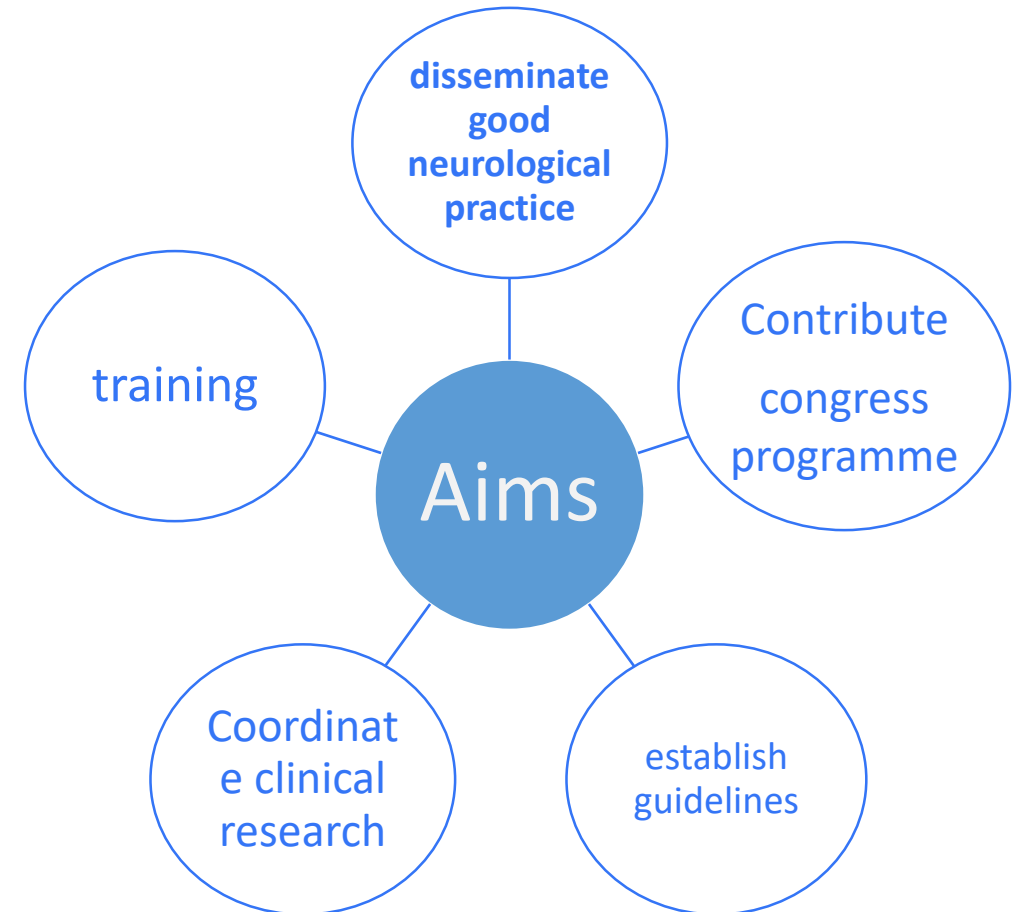 disseminate
good
neurological
practice
Contribute
congress
programme
training
Aims
Coordinat
e clinical
research
establish
guidelines